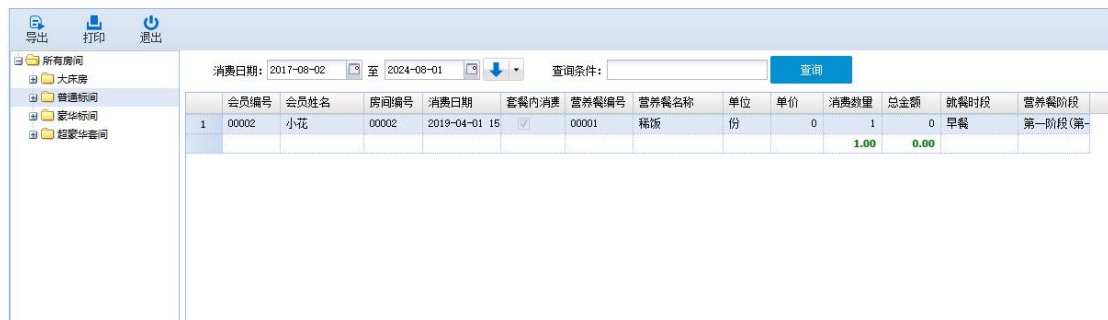 导出 打印 退出
所有房间
大床房
普通标间
豪华标间
超豪华套间
消费日期: 2017-08-02 至 2024-08-01 查询条件: 查询
会员编号 会员姓名 房间编号 消费日期 套餐内消费 营养餐编号 营养餐名称 单位 单价 消费数量 总金额 就餐时段 营养餐阶段
1 00002 小花 00002 2019-04-01 15 00001 稀饭 份 0 1 0 早餐 第一阶段(第一
1.00 0.00